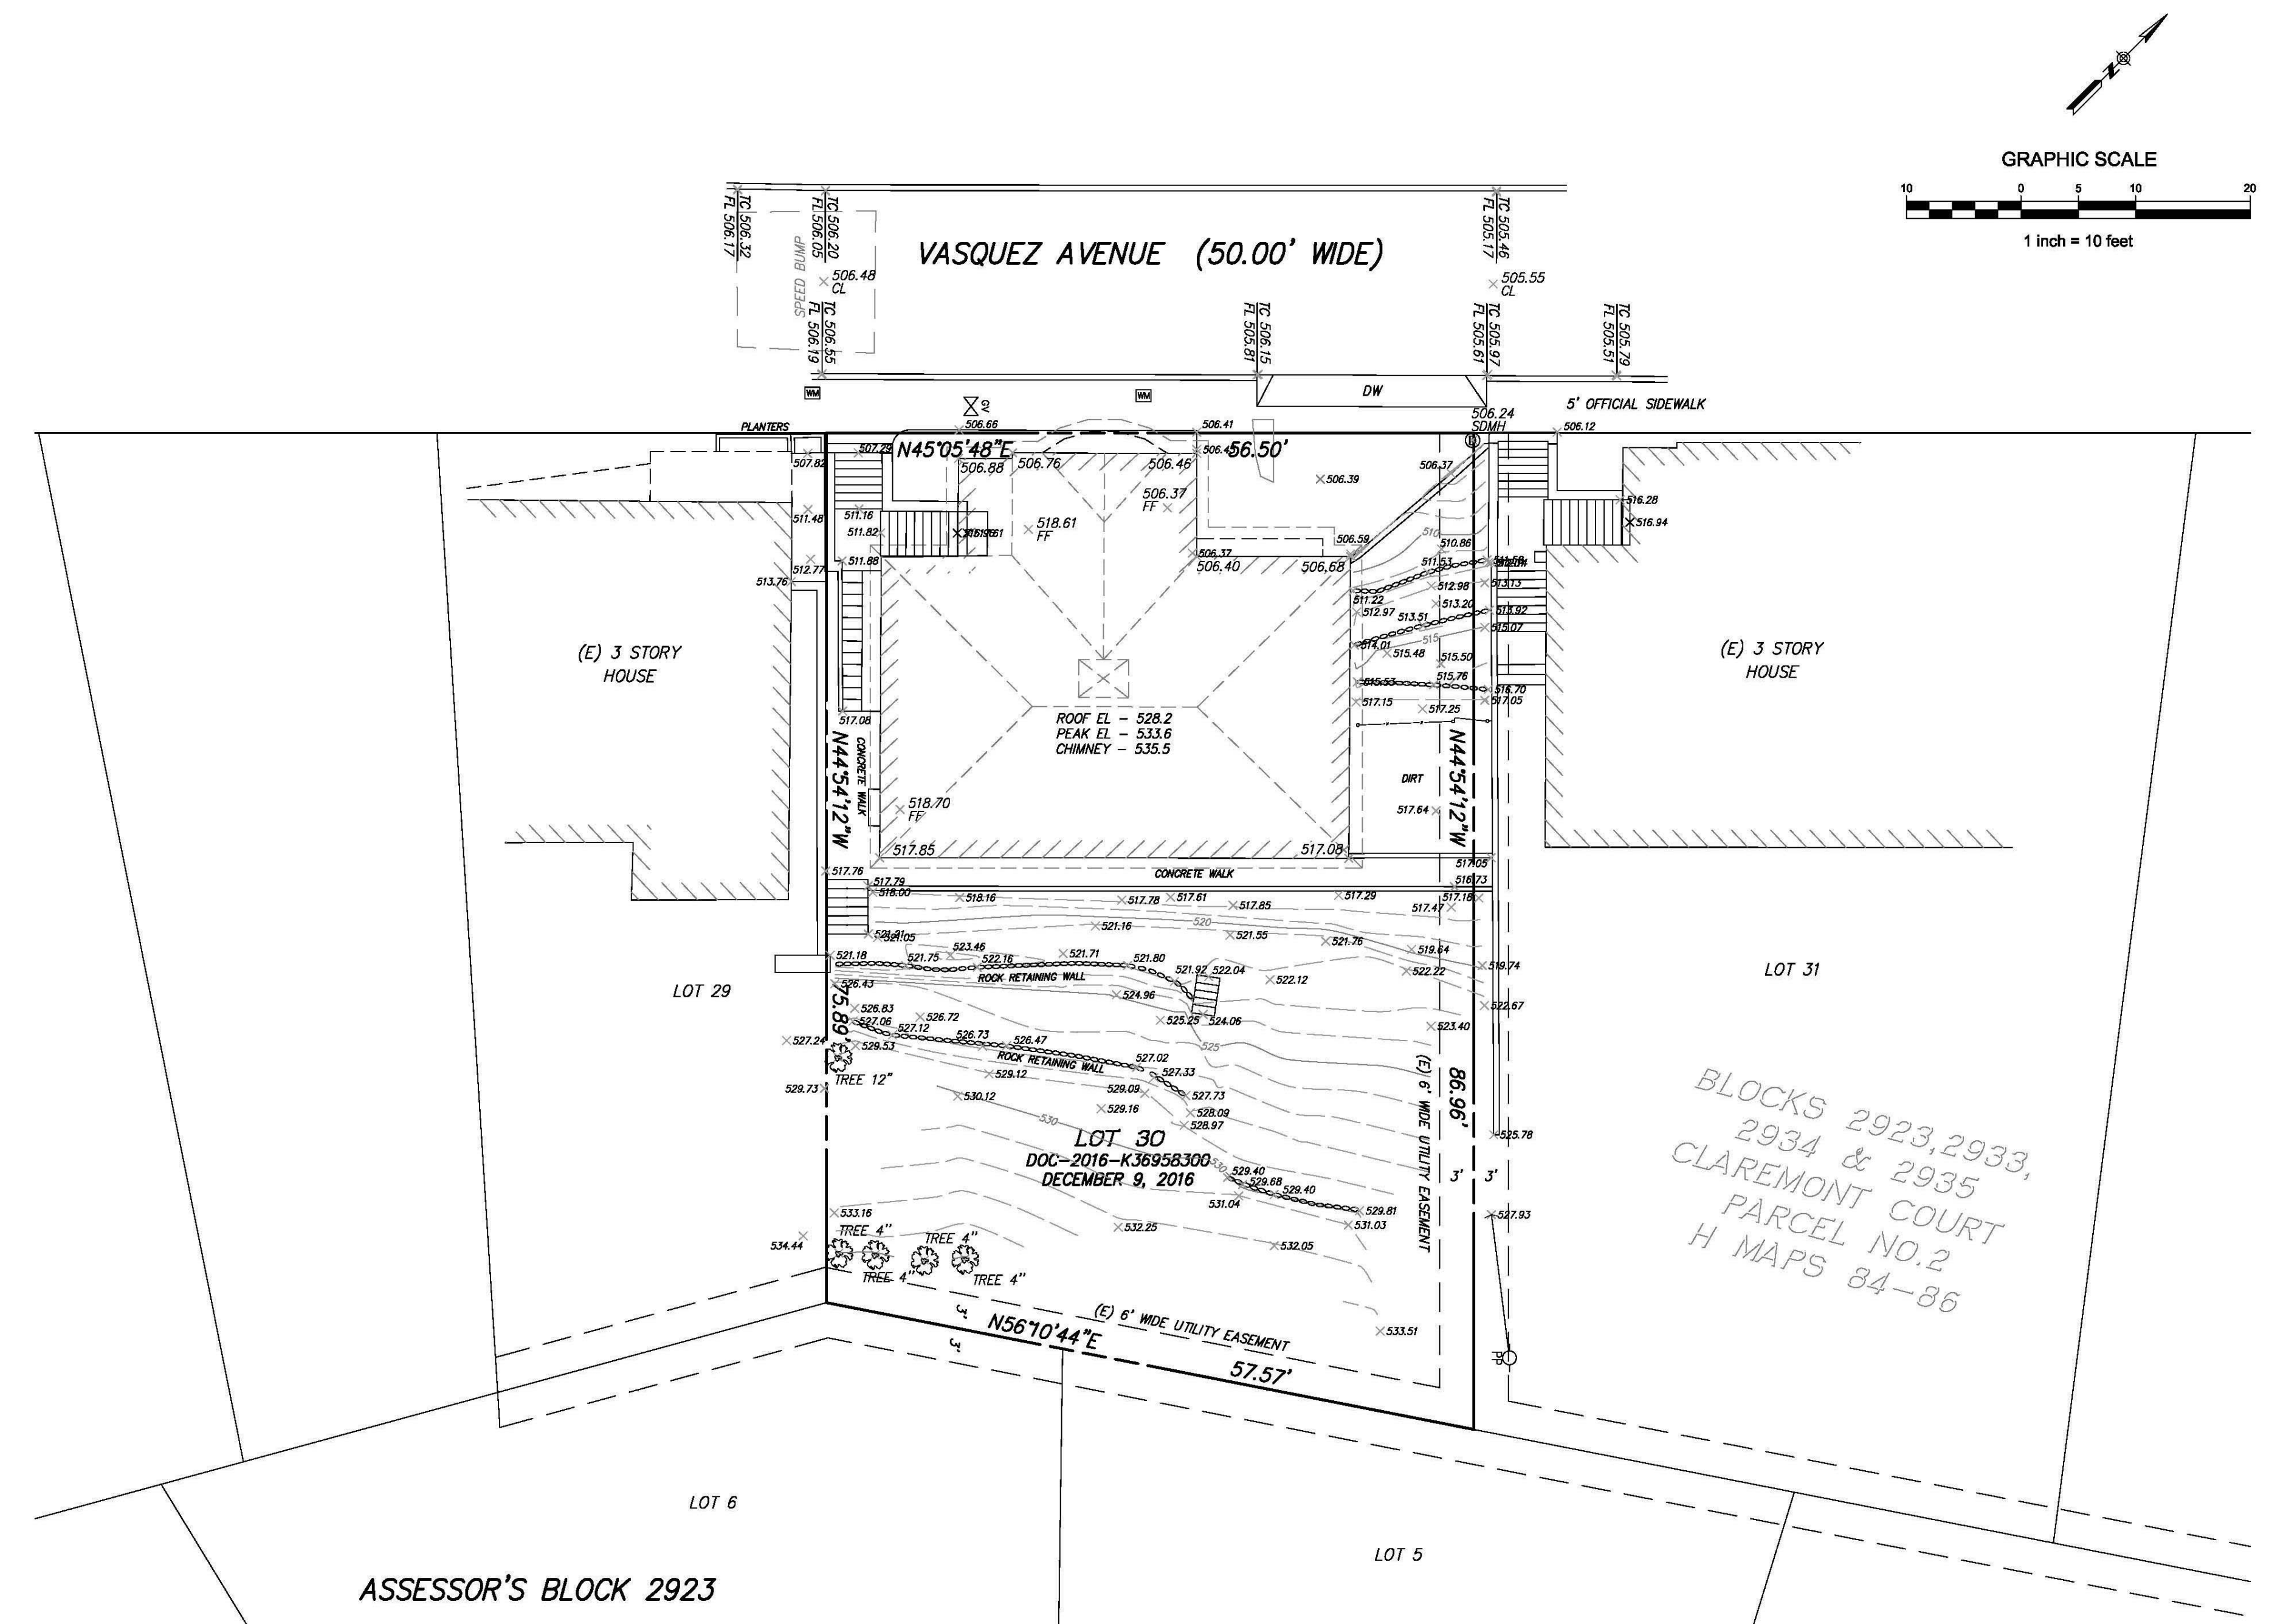 N
GRAPHIC SCALE
10 0 5 10 20
1 inch = 10 feet
TC 506.32
FL 506.17
TC 506.20
FL 506.05
TC 505.46
FL 505.17
SPEED BUMP
VASQUEZ AVENUE (50.00' WIDE)
506.48
CL
505.55
CL
TC 506.55
FL 506.19
TC 506.15
FL 505.81
TC 505.97
FL 505.61
TC 505.79
FL 505.51
WM
WM
GV
DW
5' OFFICIAL SIDEWALK
506.24
SDMH
PLANTERS
506.66
506.41
506.12
D
N45°05'48"E
56.50'
507.82
507.29
506.88
506.76
506.46
506.37
506.37
FF
506.39
516.28
516.94
511.48
511.16
511.82
518.61
FF
511.88
512.77
513.76
506.37
506.40
506.59
506.68
510
510.86
511.53
513.13
512.98
511.22
512.97
513.20
513.51
513.92
515.07
514.01
515
515.48
515.50
515.53
515.76
516.70
517.05
517.15
517.25
(E) 3 STORY
HOUSE
(E) 3 STORY
HOUSE
517.08
ROOF EL - 528.2
PEAK EL - 533.6
CHIMNEY - 535.5
CONCRETE WALK
N44°54'12"W
N44°54'12"W
DIRT
518.70
FF
517.64
517.85
517.08
517.05
517.76
CONCRETE WALK
517.79
518.00
516.73
518.16
517.78
517.61
517.85
517.29
517.18
517.47
520
521.16
521.55
521.76
521.05
519.64
519.74
521.18
521.75
523.46
522.16
521.71
521.80
521.92
522.04
522.12
522.22
ROCK RETAINING WALL
LOT 29
LOT 31
526.43
75.89'
524.96
522.67
526.83
527.06
526.72
525.25
524.06
523.40
527.24
527.12
526.73
526.47
525
529.53
ROCK RETAINING WALL
527.02
527.33
529.73
TREE 12"
529.12
529.09
527.73
530.12
529.16
528.09
528.97
530
86.96'
(E) 6' WIDE UTILITY EASEMENT
525.78
LOT 30
DOC-2016-K36958300
DECEMBER 9, 2016
530
529.40
529.68
529.40
3'
3'
531.04
529.81
531.03
527.93
BLOCKS 2923,2933,
2934 & 2935
CLAREMONT COURT
PARCEL NO.2
H MAPS 84-86
533.16
534.44
TREE 4"
TREE 4"
TREE 4"
TREE 4"
532.25
532.05
533.51
3'
3'
(E) 6' WIDE UTILITY EASEMENT
N56°10'44"E
57.57'
PP
LOT 6
LOT 5
ASSESSOR'S BLOCK 2923